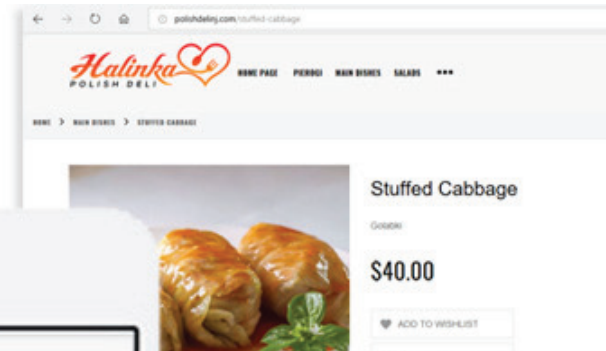 polishdelinj.com/stuffed-cabbage
Halinka
POLISH DELI
HOME PAGE PIEROGI MAIN DISHES SALADS •••
HOME > MAIN DISHES > STUFFED CABBAGE
Stuffed Cabbage
Golabki
$40.00
ADD TO WISHLIST